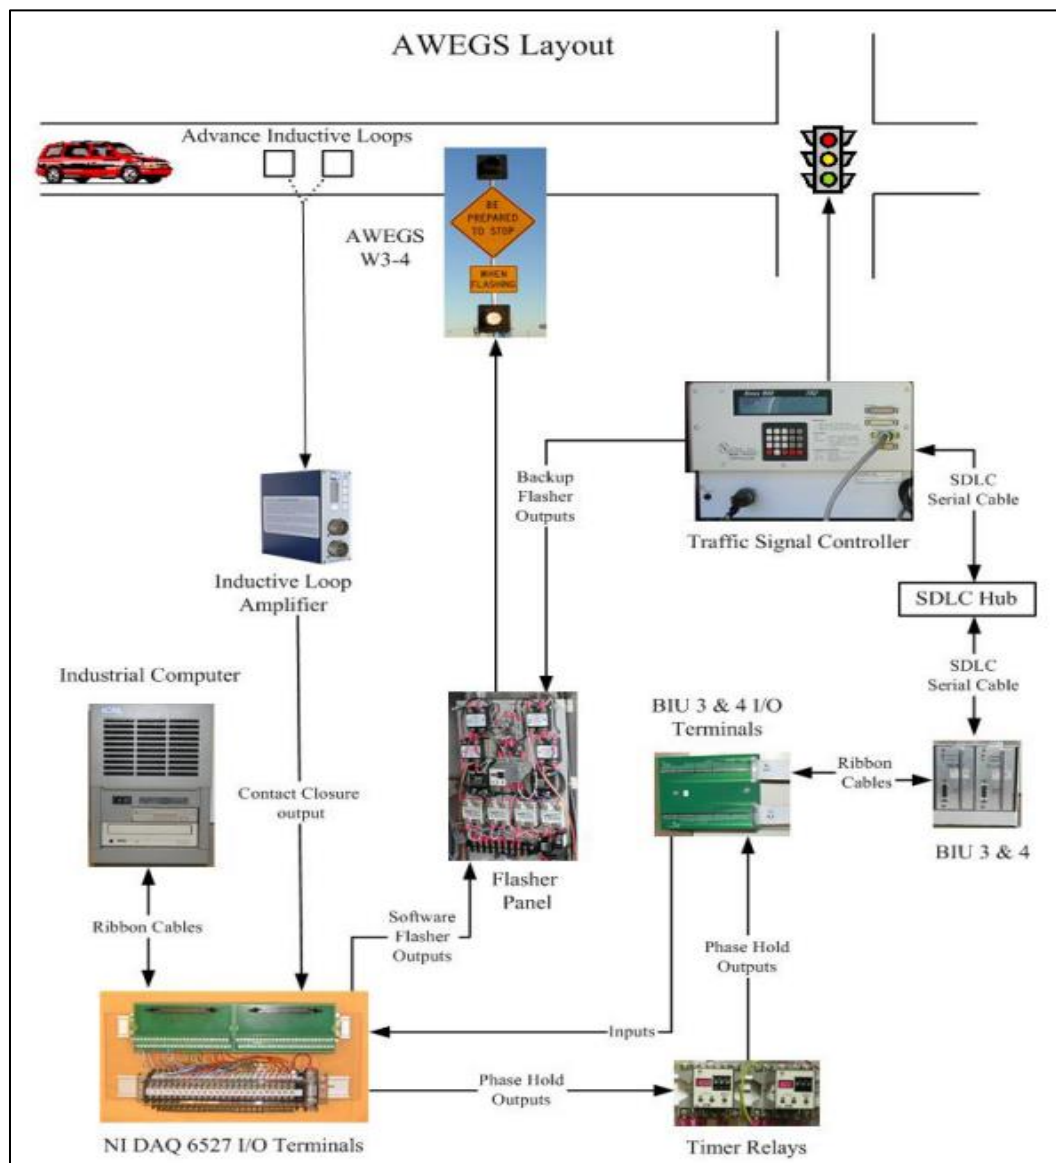 AWEGS Layout
Advance Inductive Loops
AWEGS
W3-4
BE
PREPARED
TO STOP
WHEN
FLASHING
Backup
Flasher
Outputs
SDLC
Serial Cable
Traffic Signal Controller
Inductive Loop
Amplifier
SDLC Hub
Industrial Computer
SDLC
Serial Cable
BIU 3 & 4 I/O
Terminals
Ribbon
Cables
Contact Closure
output
BIU 3 & 4
Flasher
Panel
Software
Flasher
Outputs
Ribbon Cables
Phase Hold
Outputs
Inputs
Phase Hold
Outputs
NI DAQ 6527 I/O Terminals
Timer Relays